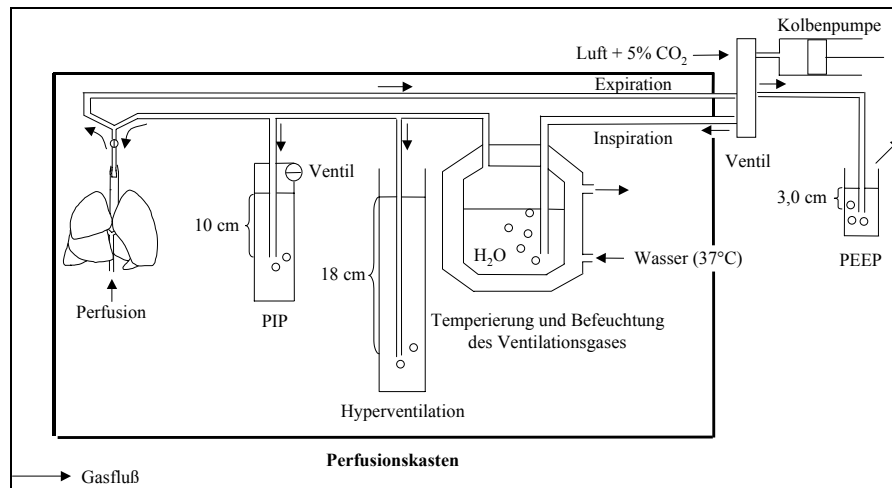 Kolbenpumpe
Luft + 5% CO₂
Expiration
Inspiration
Ventil
Ventil
10 cm
3,0 cm
H₂O
Wasser (37°C)
PEEP
18 cm
Perfusion
PIP
Temperierung und Befeuchtung
des Ventilationsgases
Hyperventilation
Perfusionskasten
Gasfluß